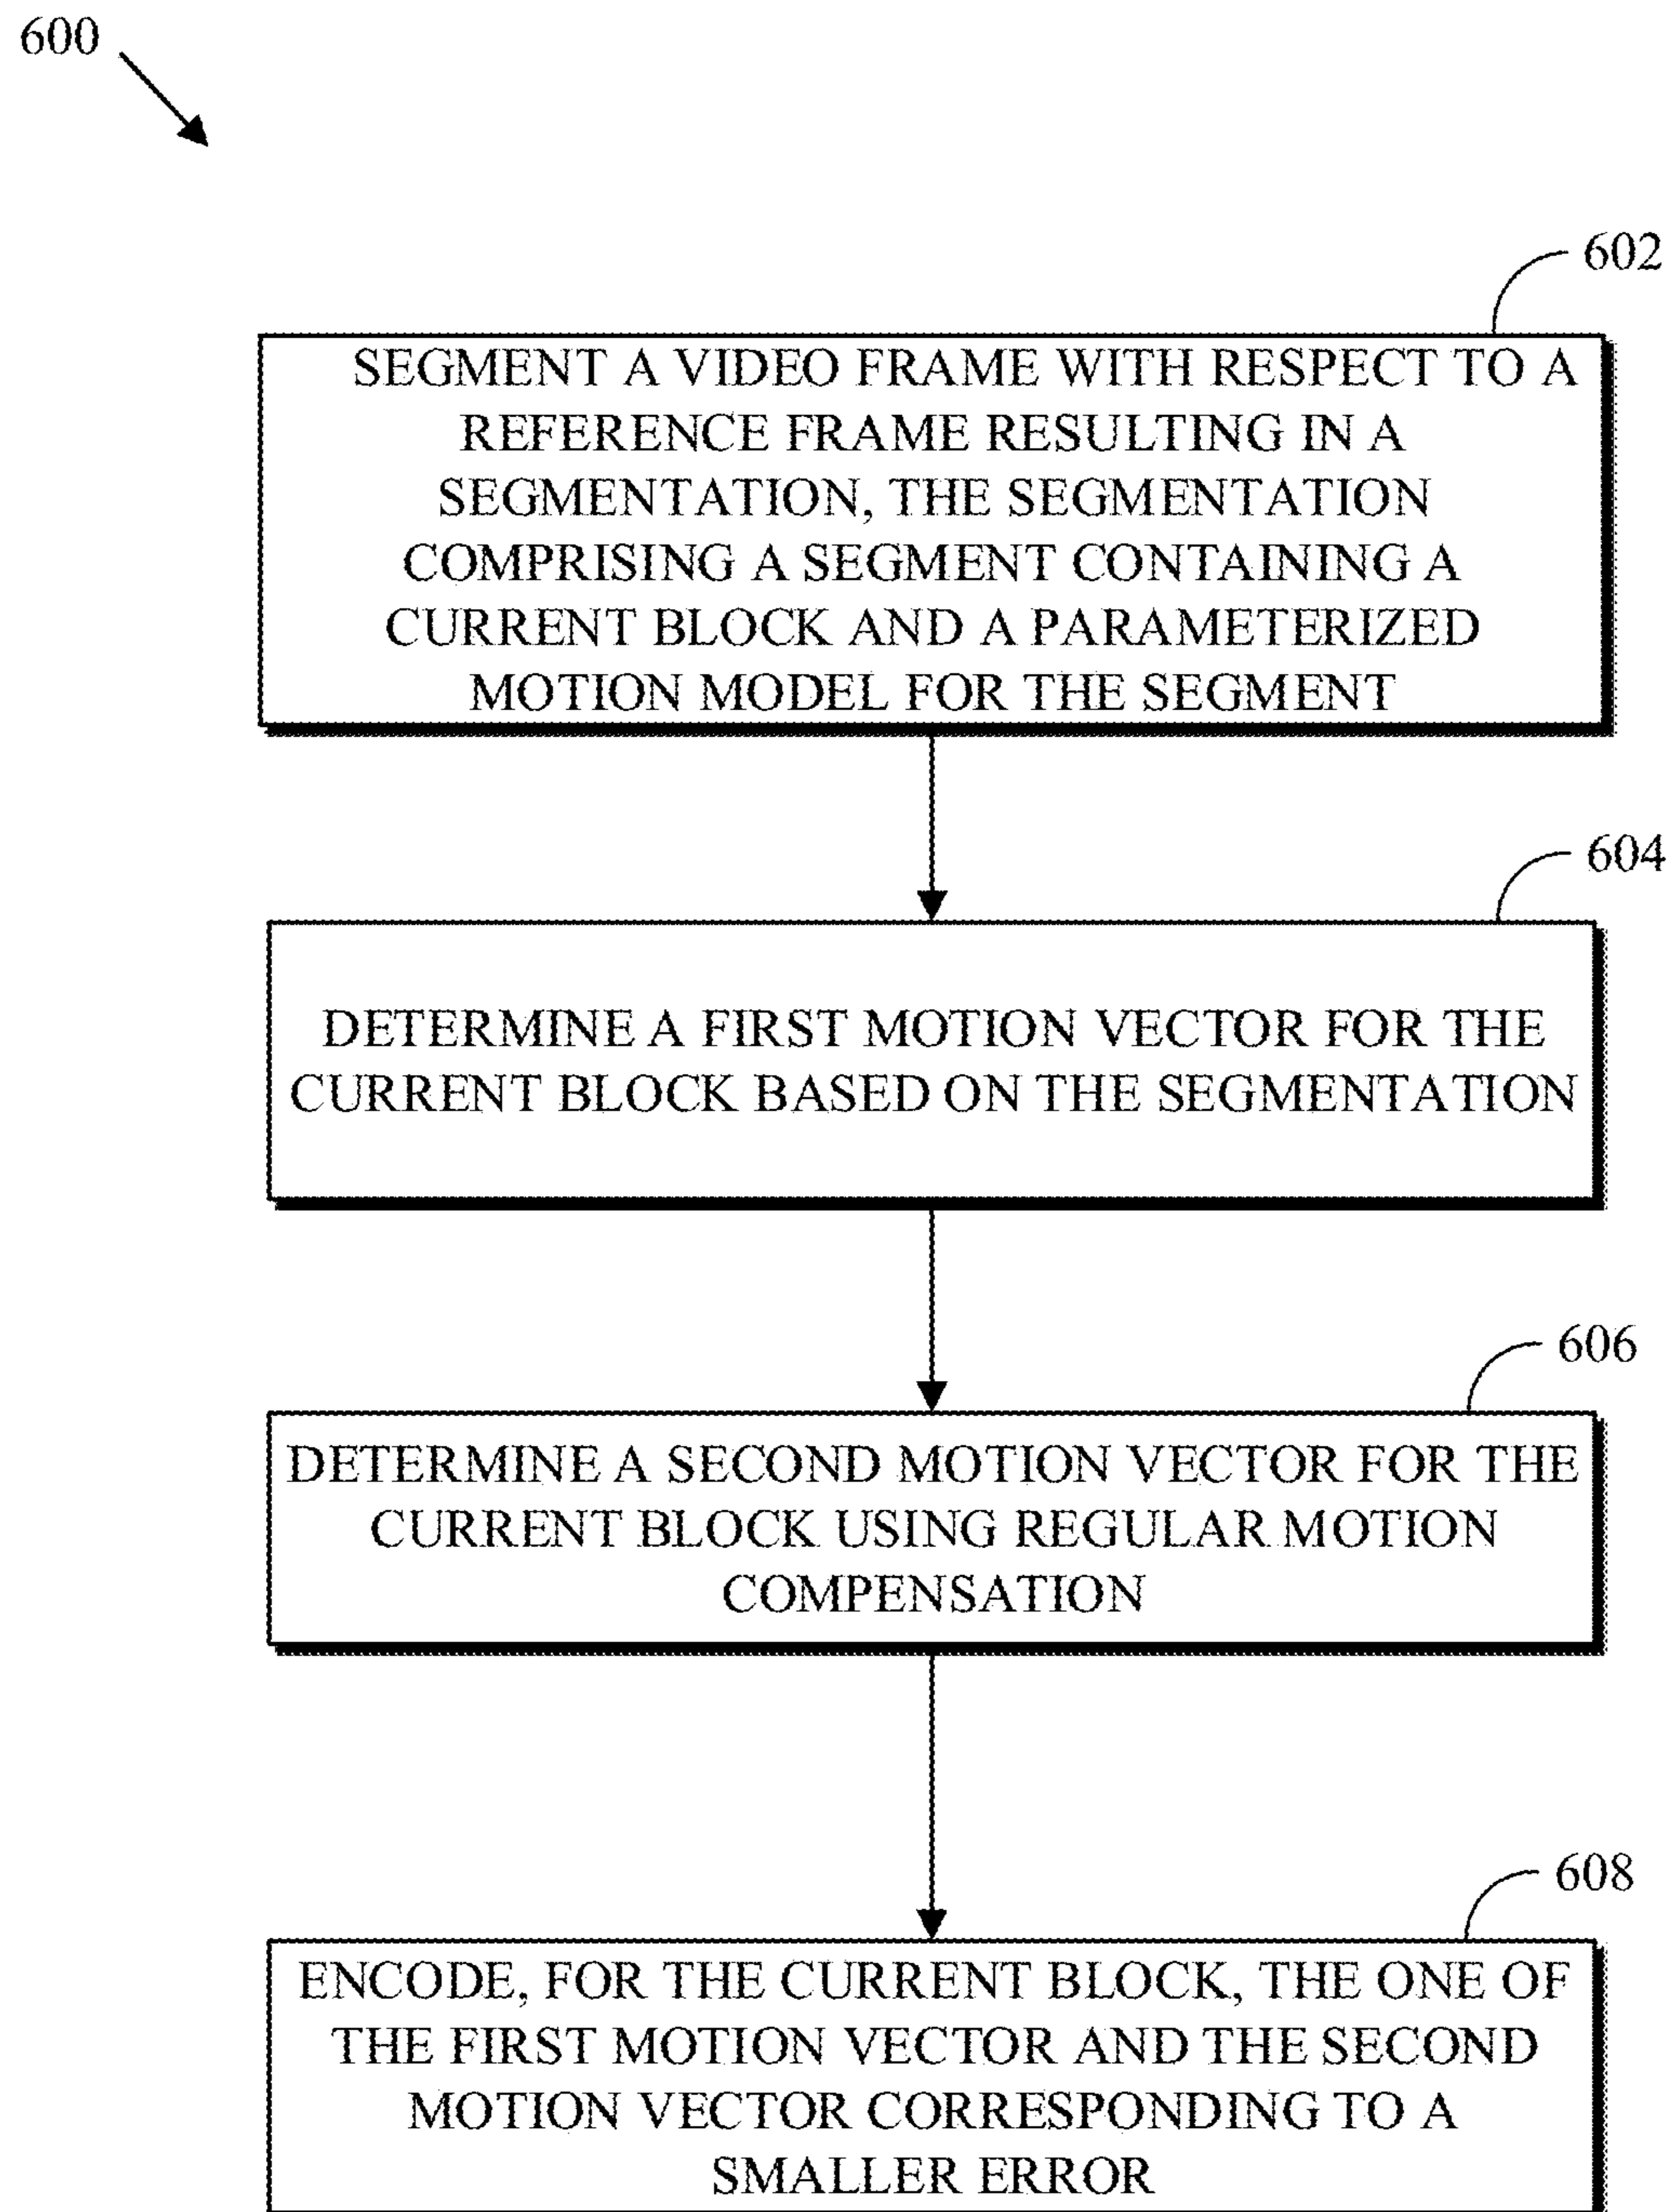 600
602
SEGMENT A VIDEO FRAME WITH RESPECT TO A
REFERENCE FRAME RESULTING IN A
SEGMENTATION, THE SEGMENTATION
COMPRISING A SEGMENT CONTAINING A
CURRENT BLOCK AND A PARAMETERIZED
MOTION MODEL FOR THE SEGMENT
604
DETERMINE A FIRST MOTION VECTOR FOR THE
CURRENT BLOCK BASED ON THE SEGMENTATION
606
DETERMINE A SECOND MOTION VECTOR FOR THE
CURRENT BLOCK USING REGULAR MOTION
COMPENSATION
608
ENCODE, FOR THE CURRENT BLOCK, THE ONE OF
THE FIRST MOTION VECTOR AND THE SECOND
MOTION VECTOR CORRESPONDING TO A
SMALLER ERROR